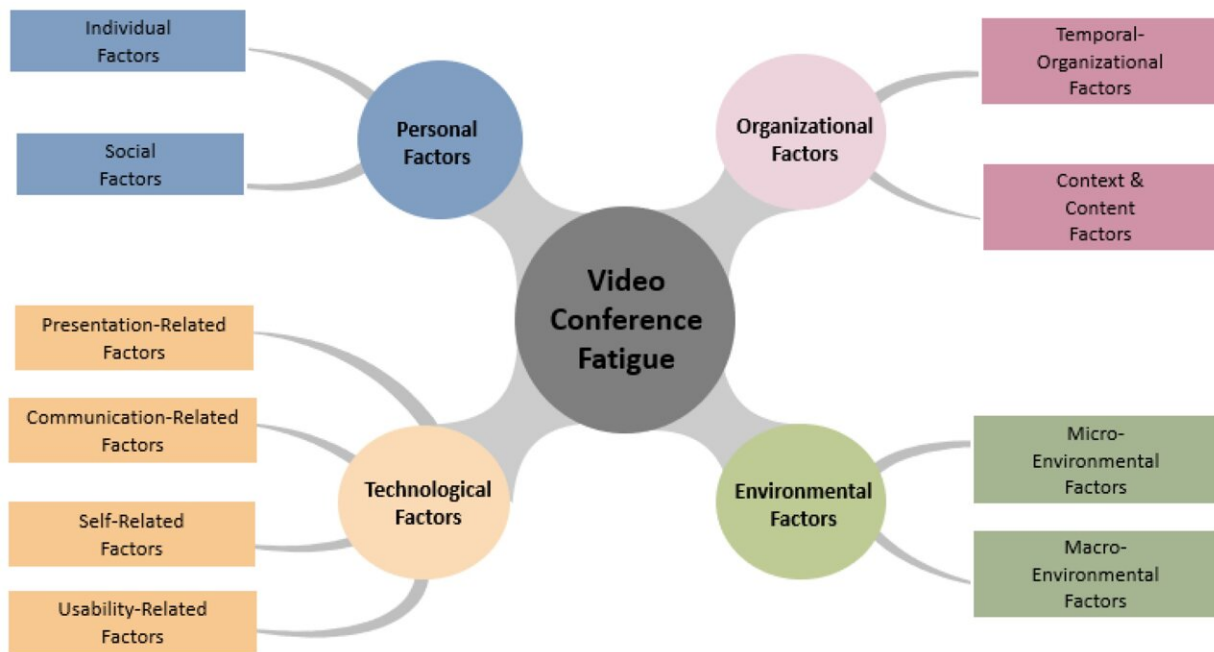 Individual
Factors
Social
Factors
Personal
Factors
Organizational
Factors
Temporal-
Organizational
Factors
Context &
Content
Factors
Video
Conference
Fatigue
Presentation-Related
Factors
Communication-Related
Factors
Self-Related
Factors
Usability-Related
Factors
Technological
Factors
Environmental
Factors
Micro-
Environmental
Factors
Macro-
Environmental
Factors